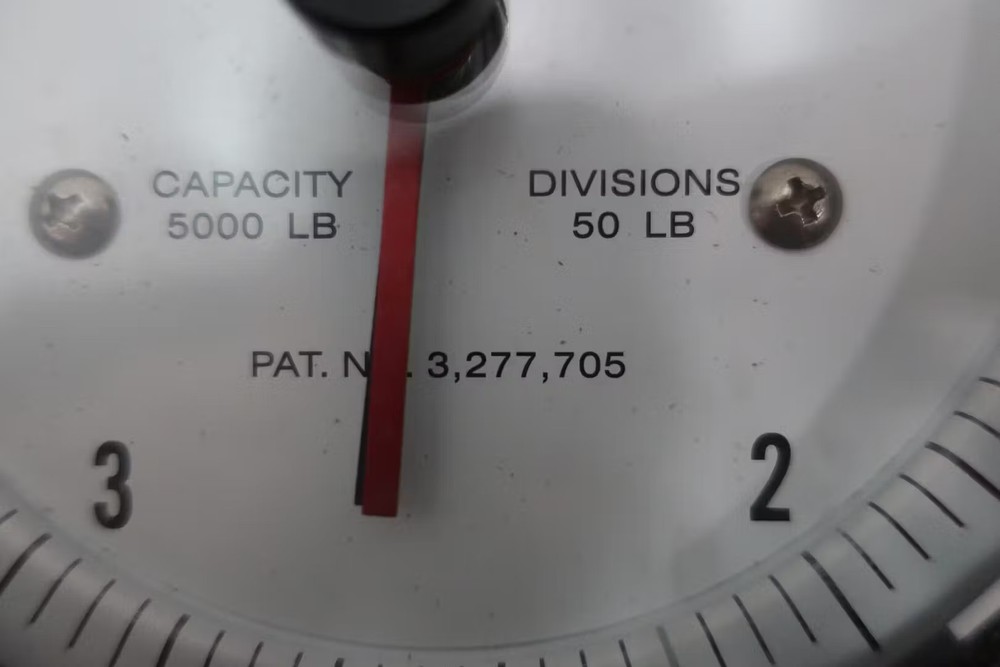 CAPACITY
5000 LB
DIVISIONS
50 LB
PAT. N . 3,277,705
3
2